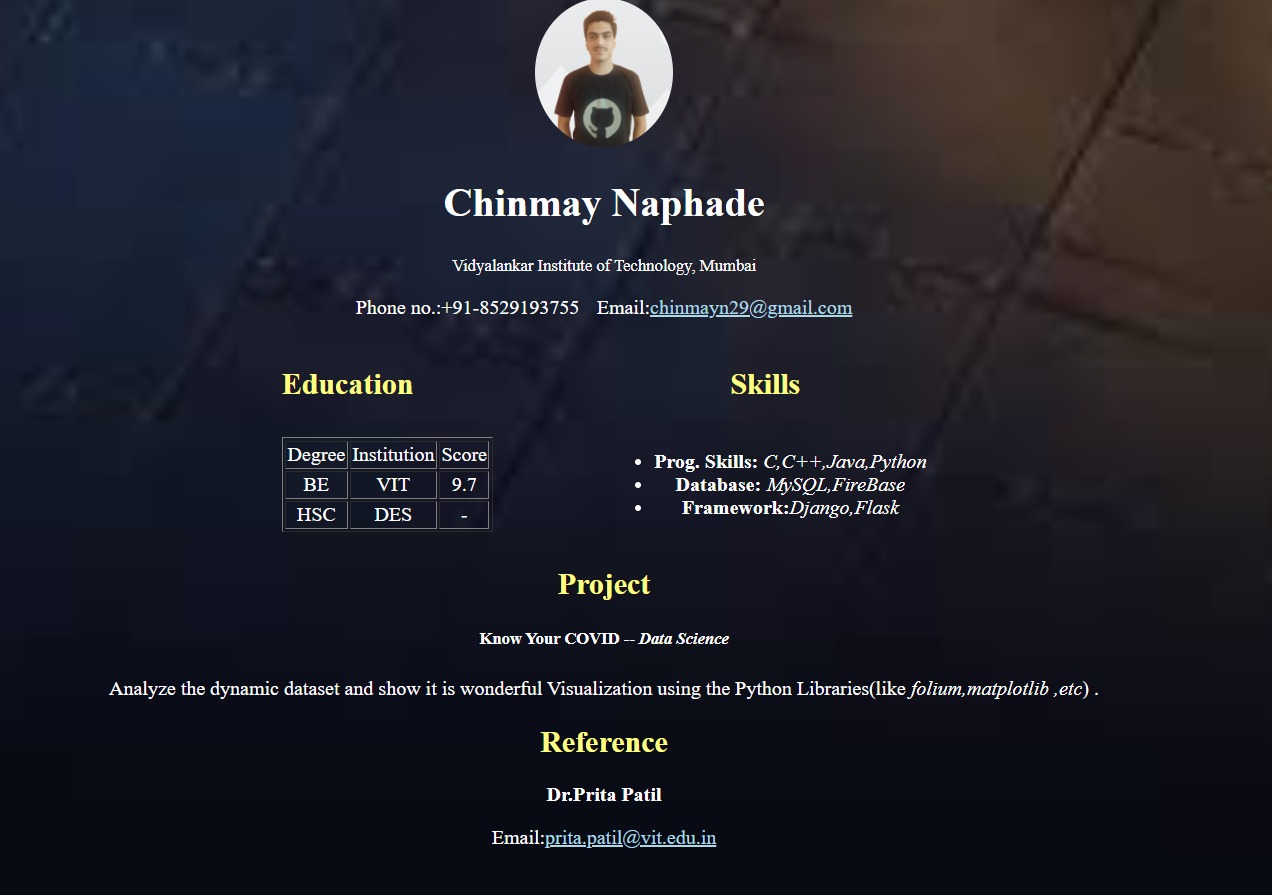 Chinmay Naphade
Vidyalankar Institute of Technology, Mumbai
Phone no.:+91-8529193755 Email:chinmayn29@gmail.com
Education
Degree Institution Score
BE VIT 9.7
HSC DES -
Skills
• Prog. Skills: C,C++,Java,Python
• Database: MySQL,FireBase
• Framework:Django,Flask
Project
Know Your COVID -- Data Science
Analyze the dynamic dataset and show it is wonderful Visualization using the Python Libraries(like folium,matplotlib ,etc) .
Reference
Dr.Prita Patil
Email:prita.patil@vit.edu.in